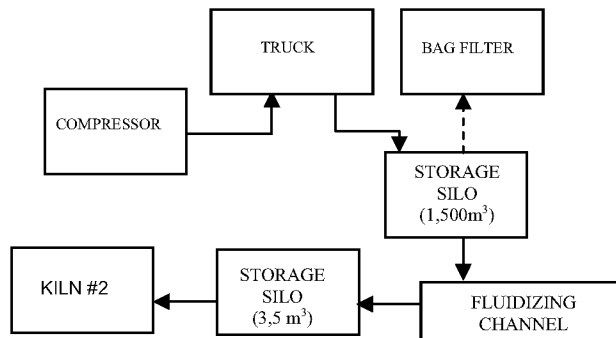 TRUCK
BAG FILTER
COMPRESSOR
STORAGE
SILO
(1,500m³)
KILN #2
STORAGE
SILO
(3,5 m³)
FLUIDIZING
CHANNEL